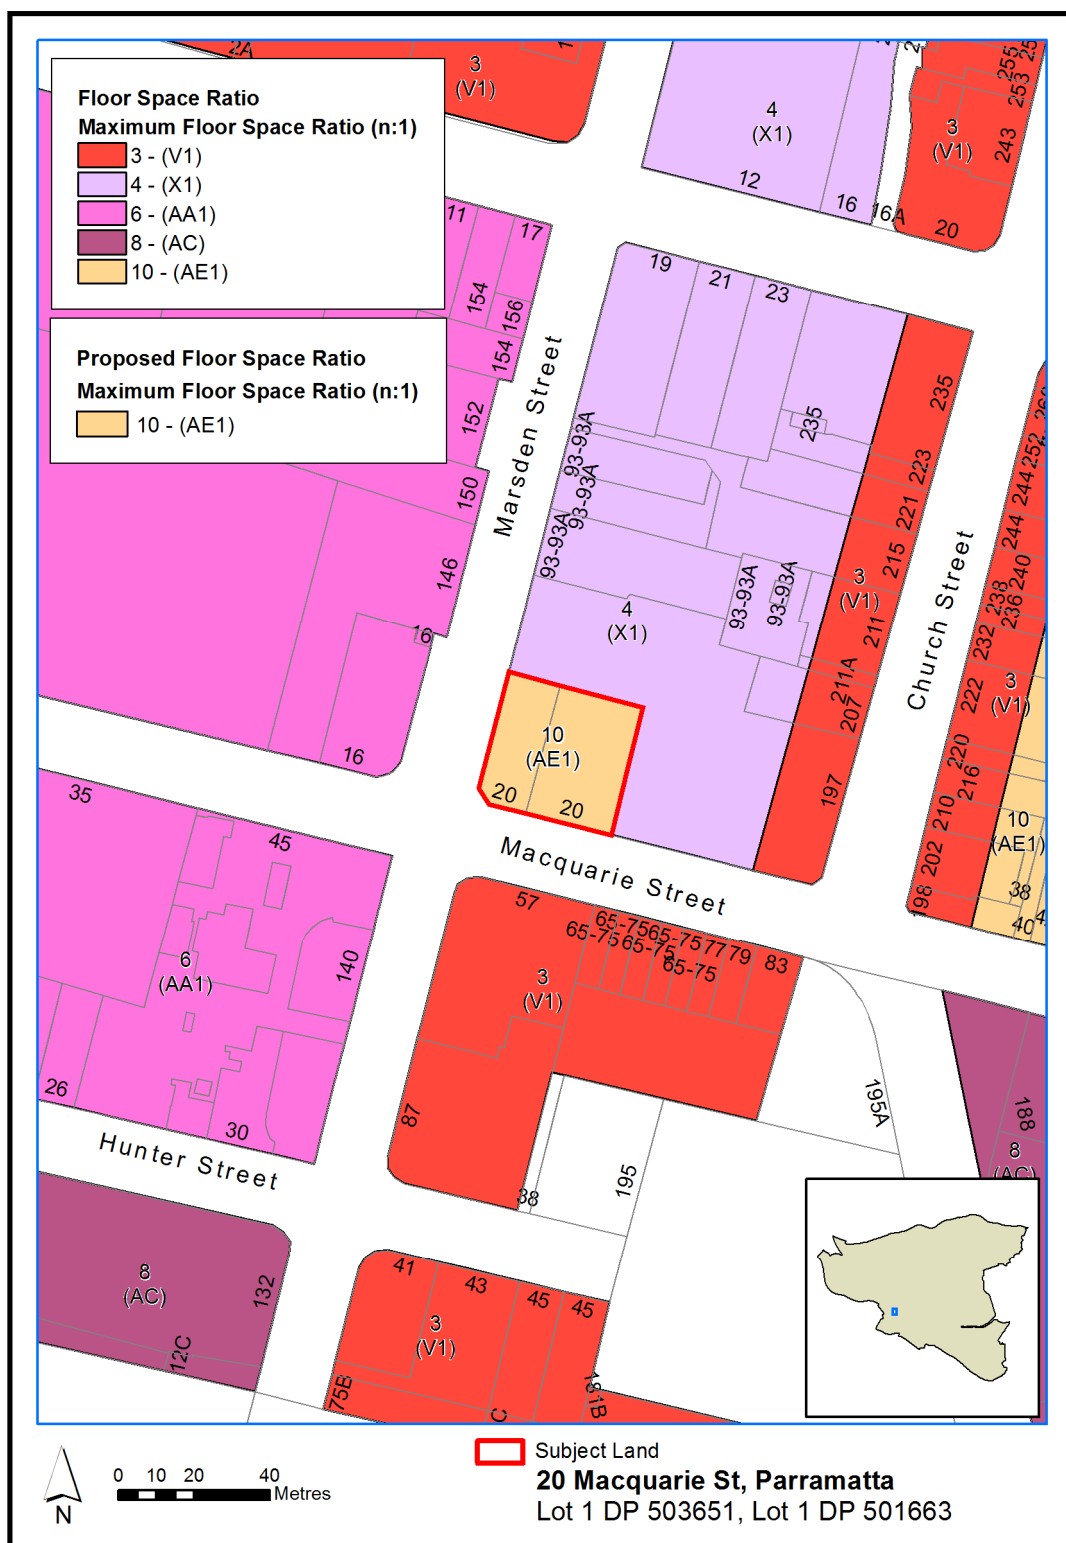 Floor Space Ratio
Maximum Floor Space Ratio (n:1)
3 - (V1)
4 - (X1)
6 - (AA1)
8 - (AC)
10 - (AE1)
Proposed Floor Space Ratio
Maximum Floor Space Ratio (n:1)
10 - (AE1)
2A
3
(V1)
4
(X1)
12
16
16A
3
(V1)
255
253
243
20
11
17
154
156
154
152
150
146
16
16
Marsden Street
19
21
23
235
235
223
221
215
211
211A
207
197
93-93A
93-93A
93-93A
93-93A
93-93A
4
(X1)
3
(V1)
Church Street
252
244
244
240
238
236
232
222
220
216
210
202
198
3
(V1)
10
(AE1)
38
40
10
(AE1)
20
20
Macquarie Street
35
45
140
6
(AA1)
26
30
Hunter Street
57
65-75
65-75
65-75
65-75
65-75
77
79
83
3
(V1)
87
38
195
195A
188
8
(AC)
8
(AC)
132
12C
41
43
45
45
3
(V1)
75B
181B
C
N
0 10 20 40
Metres
Subject Land
20 Macquarie St, Parramatta
Lot 1 DP 503651, Lot 1 DP 501663